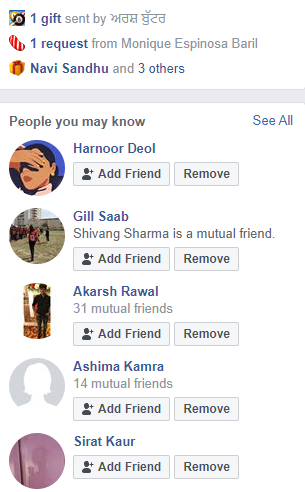 1 gift sent by ਅਰਸ਼ ਬੁੱਟਰ
1 request from Monique Espinosa Baril
Navi Sandhu and 3 others
People you may know See All
Harnoor Deol
Add Friend Remove
Gill Saab
Shivang Sharma is a mutual friend.
Add Friend Remove
Akarsh Rawal
31 mutual friends
Add Friend Remove
Ashima Kamra
14 mutual friends
Add Friend Remove
Sirat Kaur
Add Friend Remove